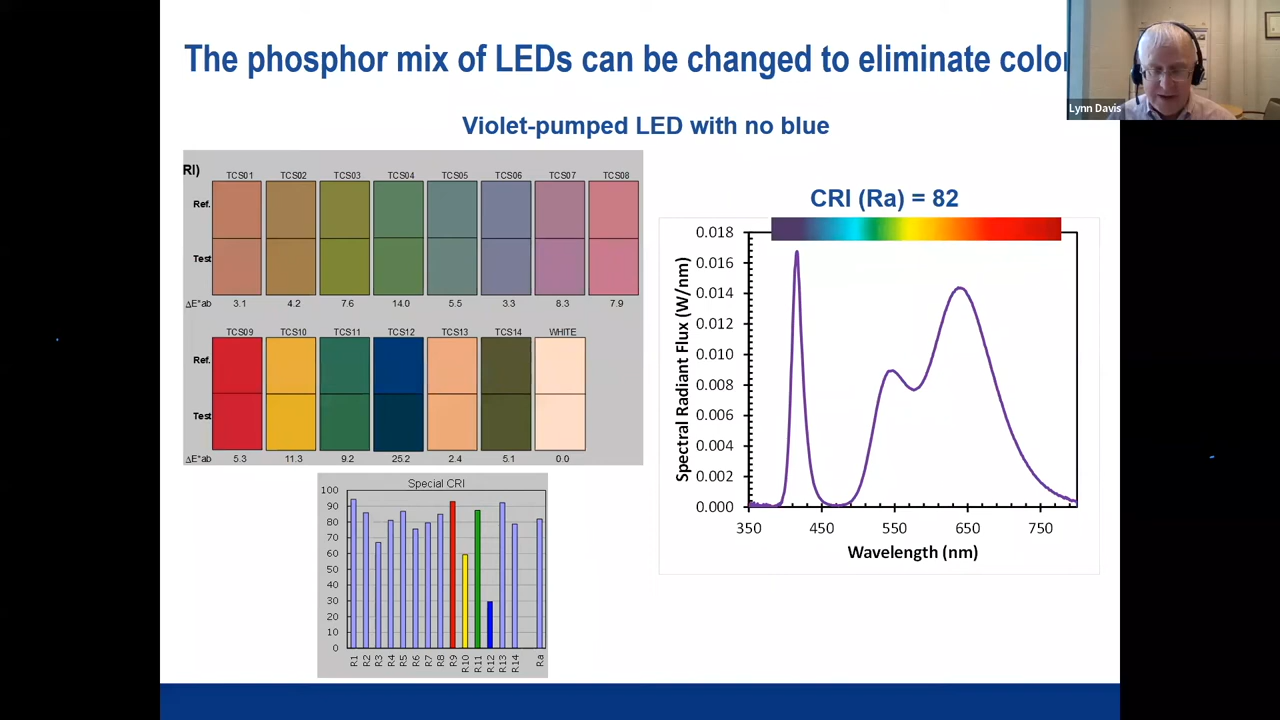 The phosphor mix of LEDs can be changed to eliminate color
Lynn Davis
Violet-pumped LED with no blue
RI)
TCS01 TCS02 TCS03 TCS04 TCS05 TCS06 TCS07 TCS08
Ref.
Test
ΔE*ab 3.1 4.2 7.6 14.0 5.5 3.3 8.3 7.9
TCS09 TCS10 TCS11 TCS12 TCS13 TCS14 WHITE
Ref.
Test
ΔE*ab 5.3 11.3 9.2 25.2 2.4 5.1 0.0
Special CRI
100
90
80
70
60
50
40
30
20
10
0
R1 R2 R3 R4 R5 R6 R7 R8 R9 R10 R11 R12 R13 R14 Ra
CRI (Ra) = 82
Spectral Radiant Flux (W/nm)
0.018
0.016
0.014
0.012
0.010
0.008
0.006
0.004
0.002
0.000
350 450 550 650 750
Wavelength (nm)